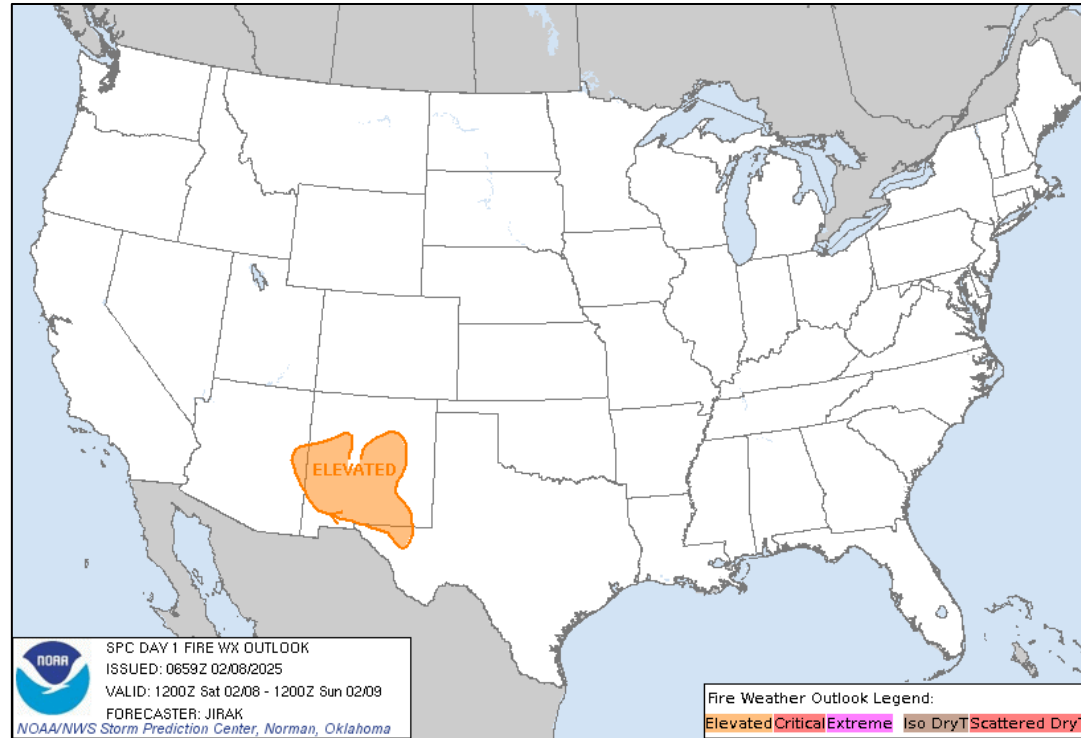 ELEVATED
NOAA
SPC DAY 1 FIRE WX OUTLOOK
ISSUED: 0659Z 02/08/2025
VALID: 1200Z Sat 02/08 - 1200Z Sun 02/09
FORECASTER: JIRAK
NOAA/NWS Storm Prediction Center, Norman, Oklahoma
Fire Weather Outlook Legend:
Elevated Critical Extreme Iso DryT Scattered DryT